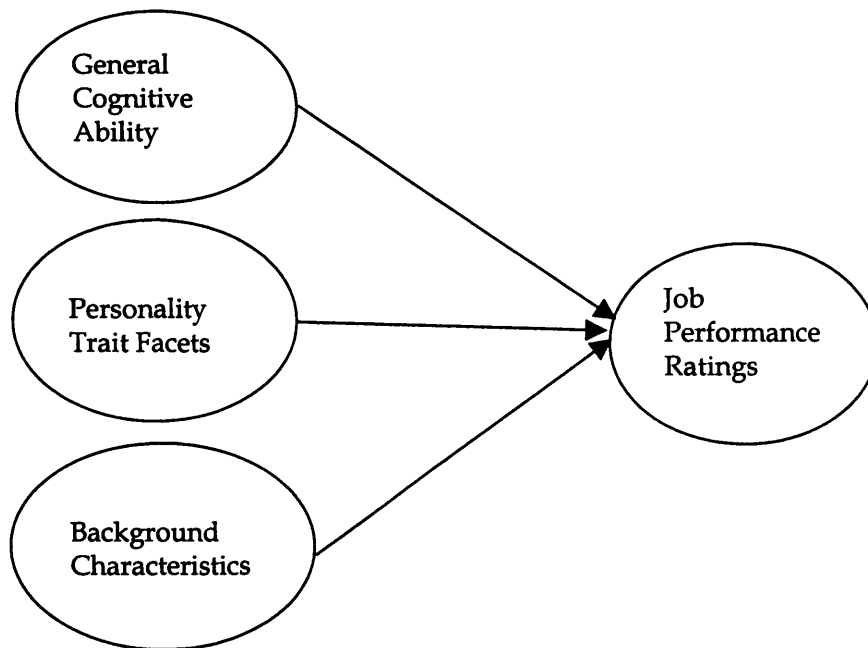 General
Cognitive
Ability
Personality
Trait Facets
Job
Performance
Ratings
Background
Characteristics